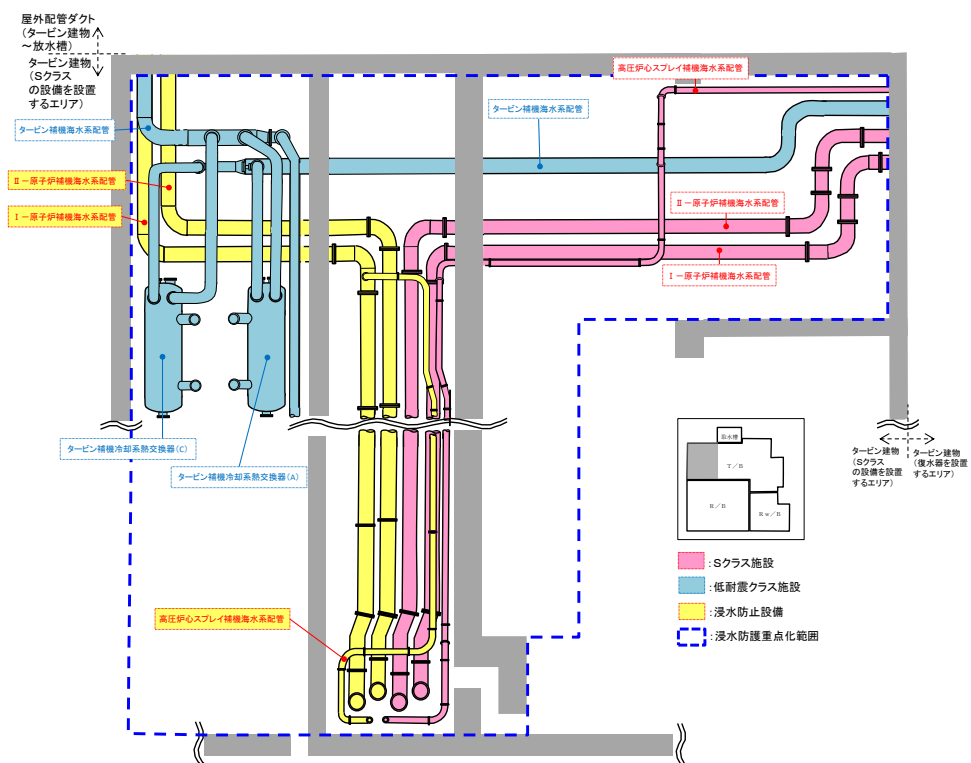 屋外配管ダクト
(タービン建物
～放水槽)
タービン建物
(Sクラス
の設備を設置
するエリア)
高圧炉心スプレイ補機海水系配管
タービン補機海水系配管
タービン補機海水系配管
Ⅱ－原子炉補機海水系配管
Ⅰ－原子炉補機海水系配管
Ⅱ－原子炉補機海水系配管
Ⅰ－原子炉補機海水系配管
タービン補機冷却系熱交換器(C)
タービン補機冷却系熱交換器(A)
タービン建物
(Sクラス
の設備を設置
するエリア)
タービン建物
(復水器を設置
するエリア)
取水槽
T／B
R／B
Rw／B
:Sクラス施設
:低耐震クラス施設
:浸水防止設備
:浸水防護重点化範囲
高圧炉心スプレイ補機海水系配管